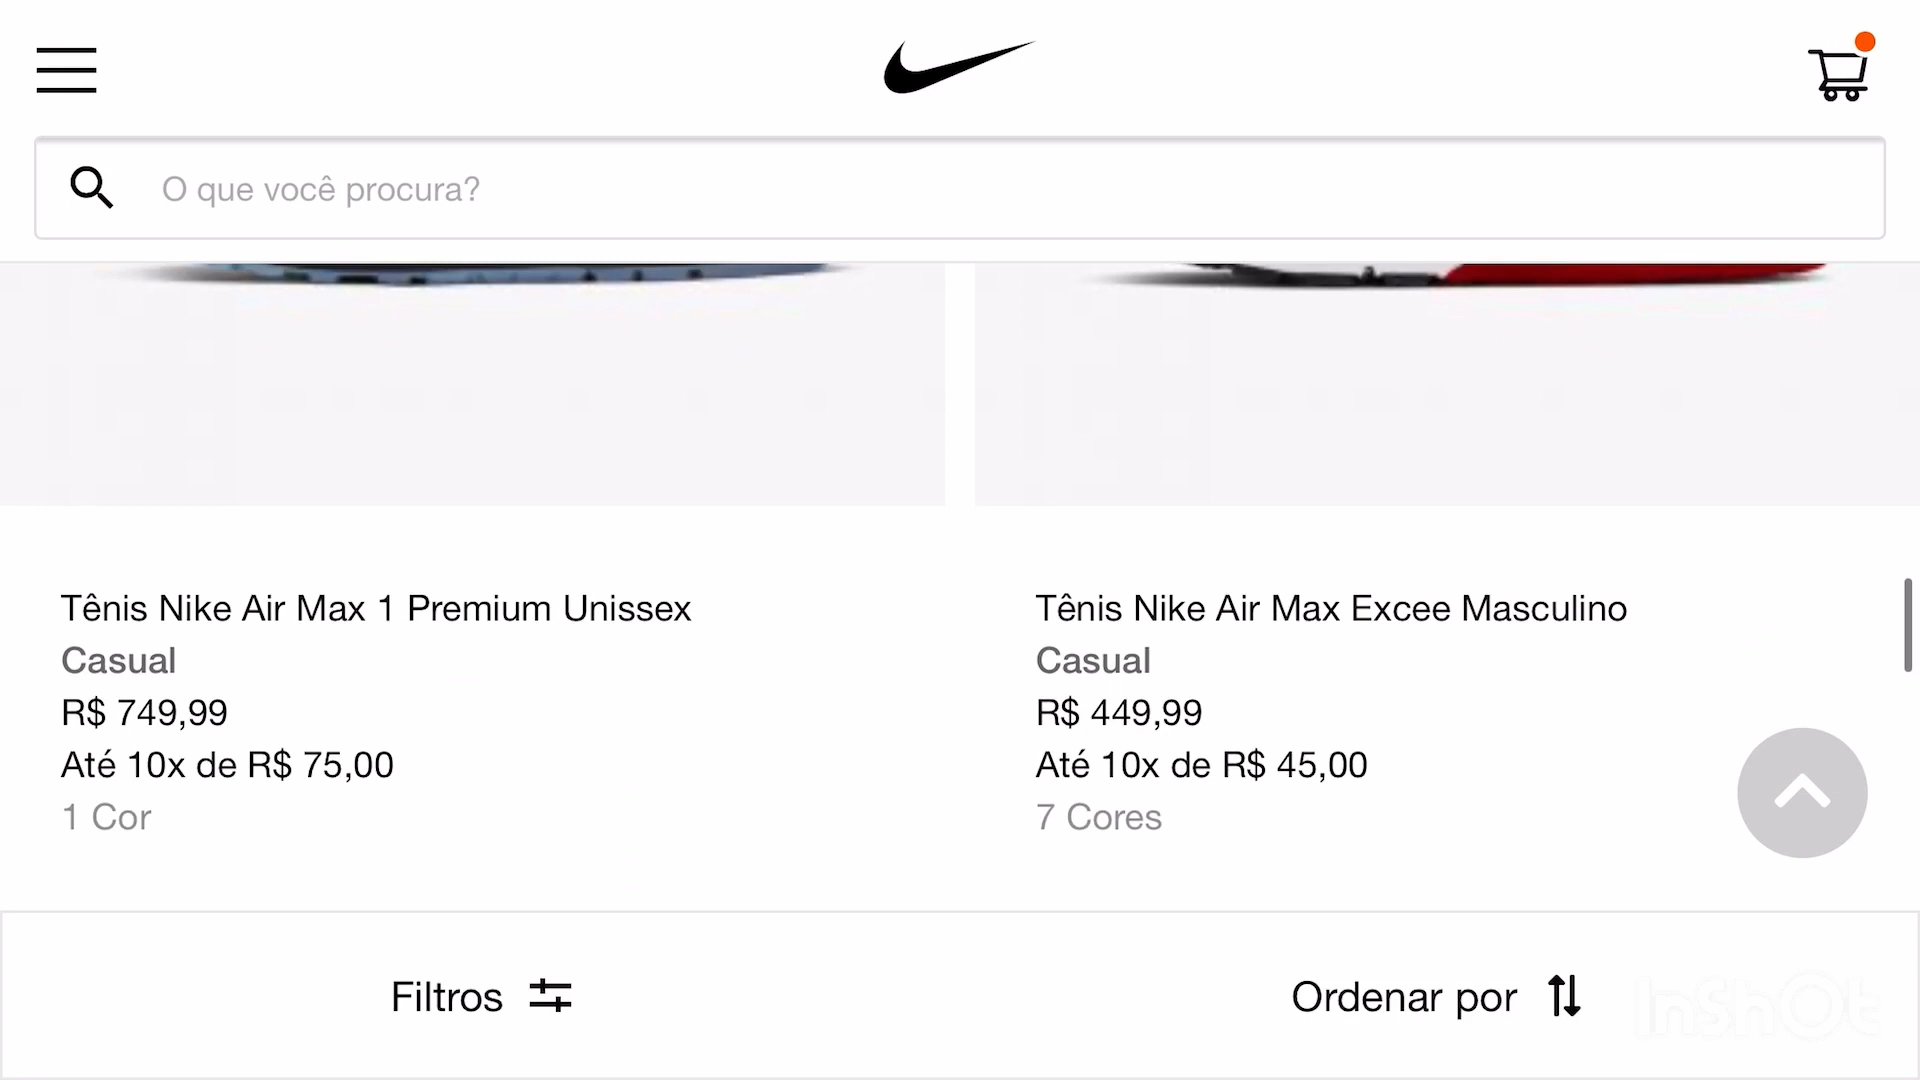 O que você procura?
Tênis Nike Air Max 1 Premium Unissex
Casual
R$ 749,99
Até 10x de R$ 75,00
1 Cor
Tênis Nike Air Max Excee Masculino
Casual
R$ 449,99
Até 10x de R$ 45,00
7 Cores
Filtros
Ordenar por
InShOt